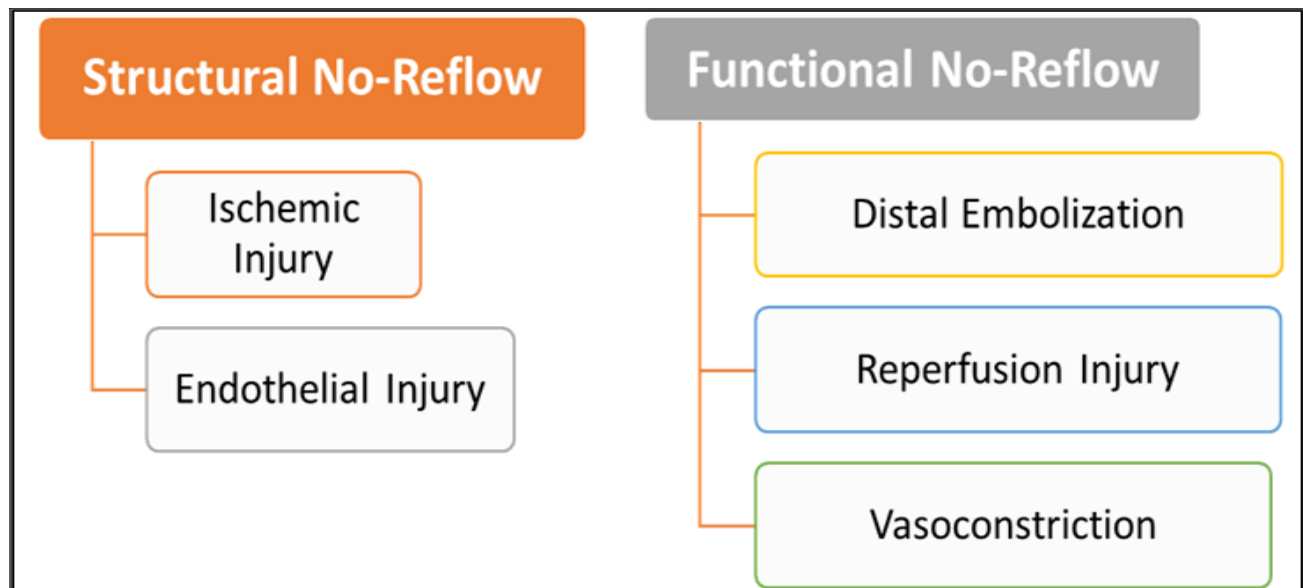 Structural No-Reflow
Ischemic
Injury
Endothelial Injury
Functional No-Reflow
Distal Embolization
Reperfusion Injury
Vasoconstriction